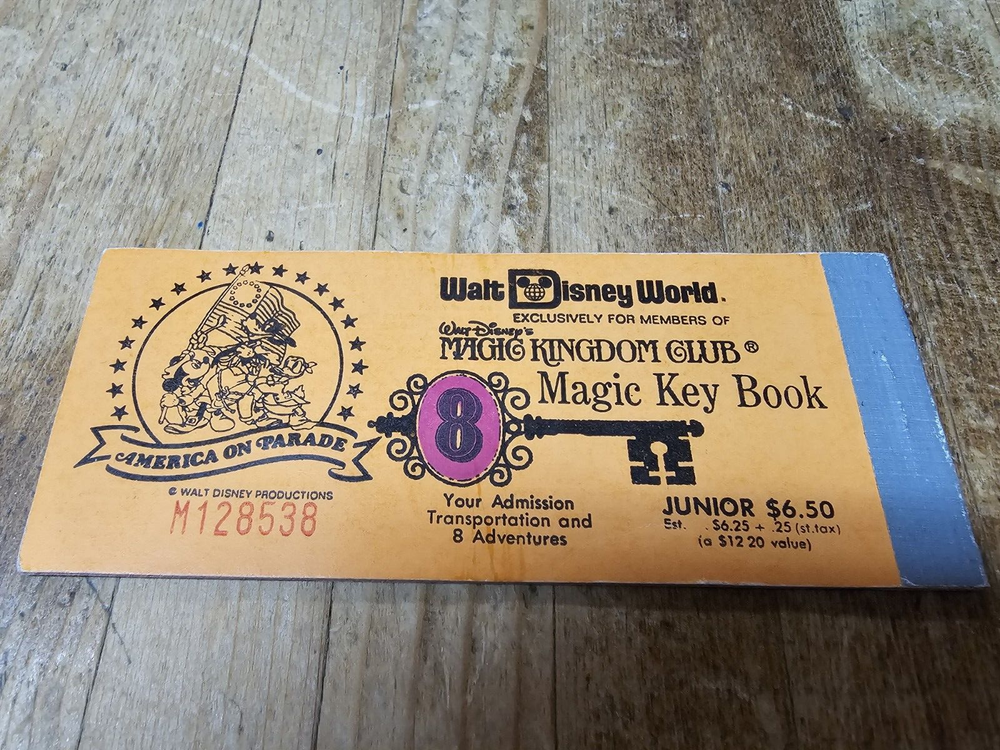 AMERICA ON PARADE
© WALT DISNEY PRODUCTIONS
M128538
Walt Disney World.
EXCLUSIVELY FOR MEMBERS OF
WALT DISNEY'S
MAGIC KINGDOM CLUB®
Magic Key Book
8
Your Admission
Transportation and
8 Adventures
JUNIOR $6.50
Est. . $6.25 + .25 (st.tax)
(a $12 20 value)